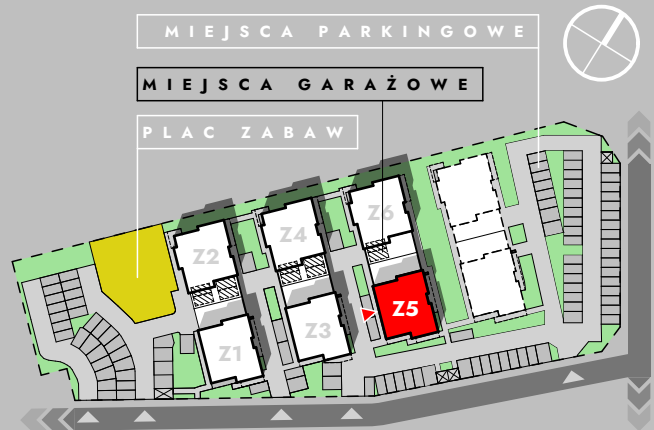 MIEJSCA PARKINGOWE
MIEJSCA GARAŻOWE
PLAC ZABAW
Z2
Z4
Z6
Z1
Z3
Z5